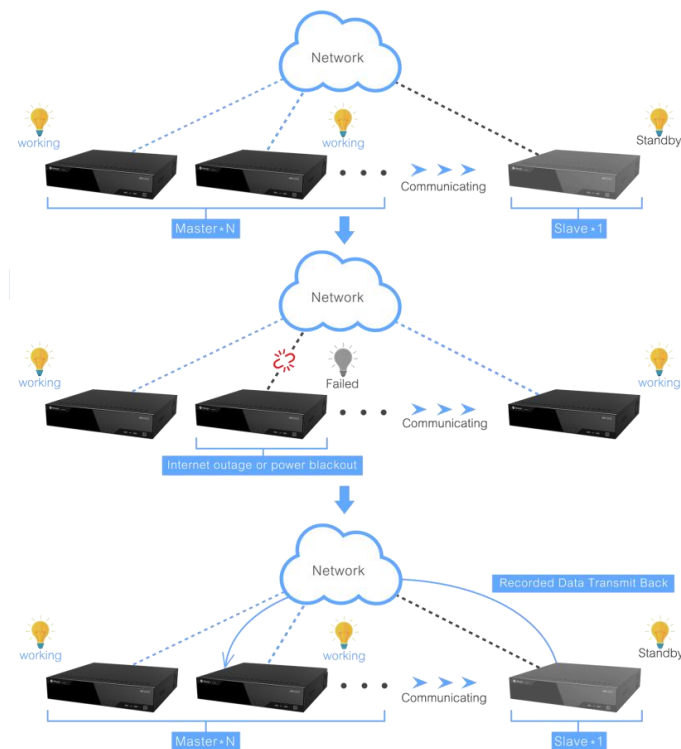 Network
working
working
Standby
Communicating
Master*N
Slave*1
Network
working
Failed
working
Communicating
Internet outage or power blackout
Network
Recorded Data Transmit Back
working
working
Standby
Communicating
Master*N
Slave*1